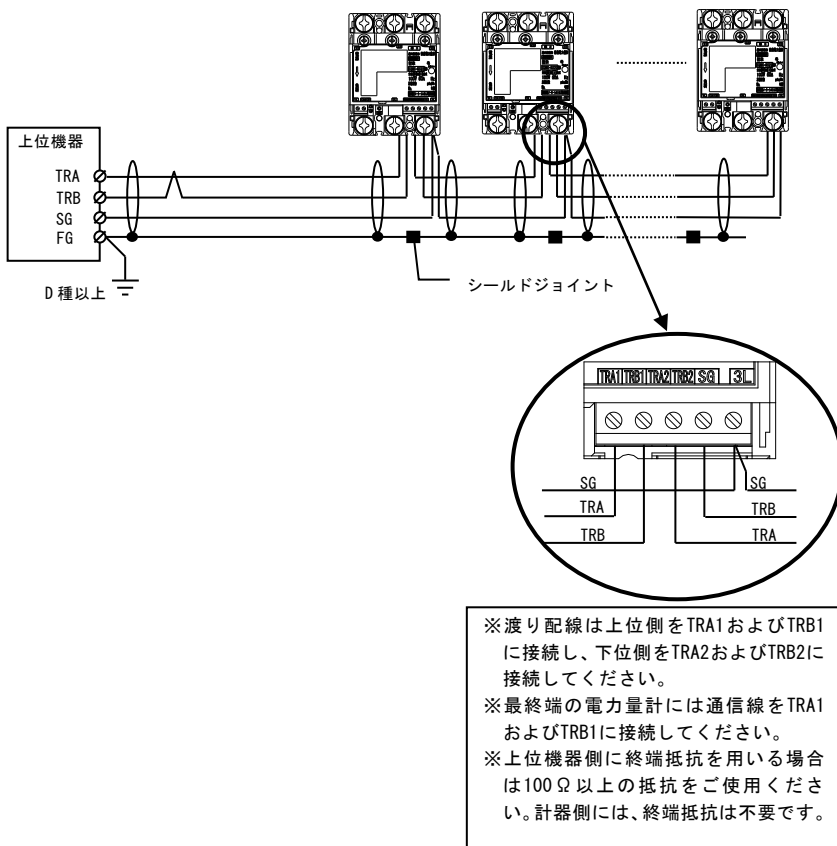 上位機器
TRA
TRB
SG
FG
D種以上
シールドジョイント
TRA1 TRB1 TRA2 TRB2 SG 3L
SG SG
TRA TRB
TRB TRA
※渡り配線は上位側をTRA1およびTRB1
に接続し、下位側をTRA2およびTRB2に
接続してください。
※最終端の電力量計には通信線をTRA1
およびTRB1に接続してください。
※上位機器側に終端抵抗を用いる場合
は100Ω以上の抵抗をご使用くださ
い。計器側には、終端抵抗は不要です。